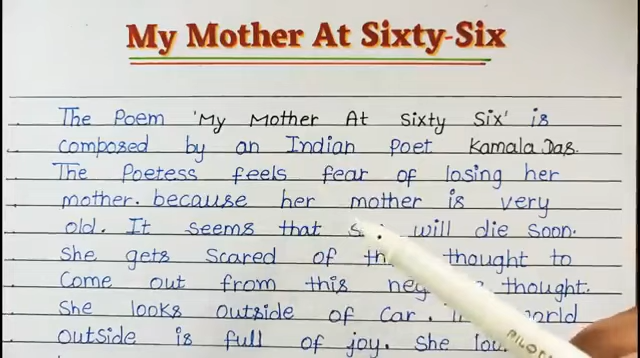 My Mother At Sixty-Six
The Poem 'My Mother At Sixty Six' is
composed by an Indian Poet Kamala Das.
The Poetess feels fear of losing her
mother. because her mother is very
old. It seems that will die soon.
She gets Scared of thought to
Come out from this thought.
She looks outside of car.
outside is full of joy. She
PILOT